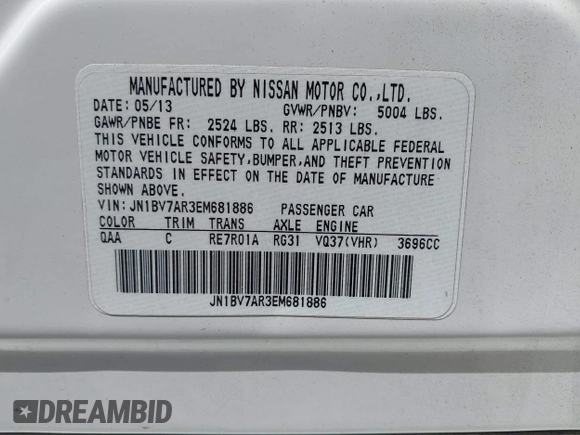 MANUFACTURED BY NISSAN MOTOR CO.,LTD.
DATE: 05/13 GVWR/PNBV: 5004 LBS.
GAWR/PNBE FR: 2524 LBS. RR: 2513 LBS.
THIS VEHICLE CONFORMS TO ALL APPLICABLE FEDERAL
MOTOR VEHICLE SAFETY,BUMPER,AND THEFT PREVENTION
STANDARDS IN EFFECT ON THE DATE OF MANUFACTURE
SHOWN ABOVE.
VIN: JN1BV7AR3EM681886 PASSENGER CAR
COLOR TRIM TRANS AXLE ENGINE
QAA C RE7R01A RG31 VQ37(VHR) 3696CC
JN1BV7AR3EM681886
DREAMBID